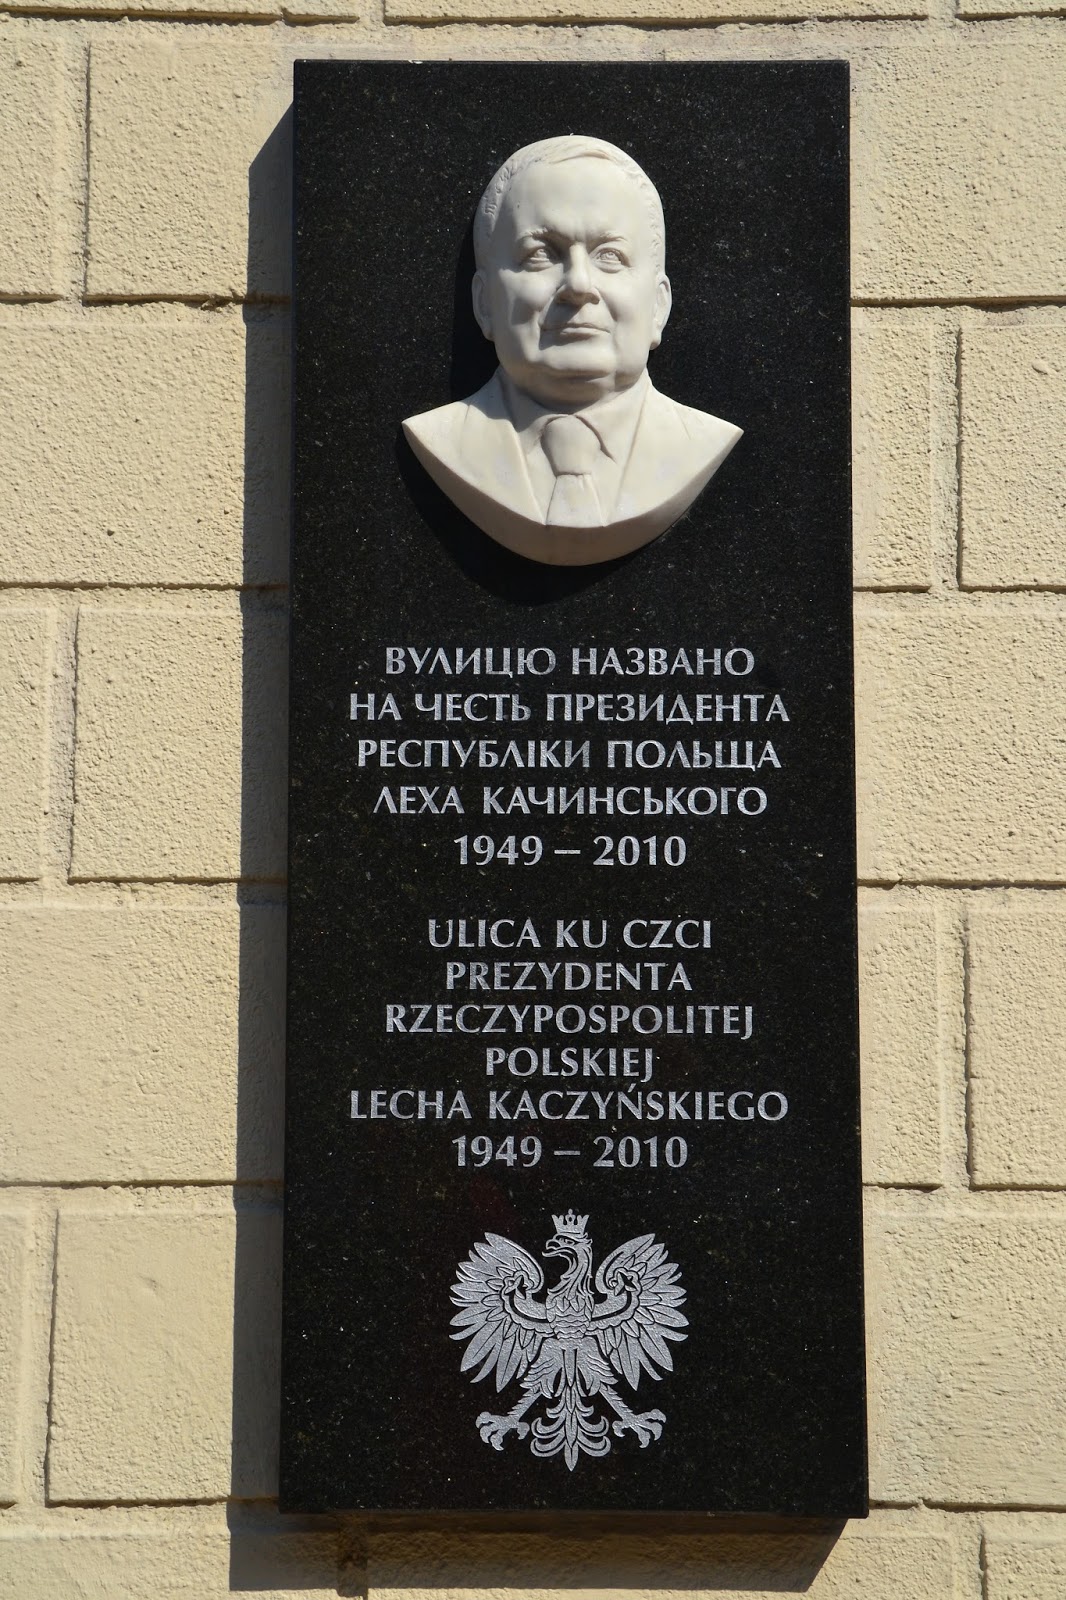 ВУЛИЦЮ НАЗВАНО
НА ЧЕСТЬ ПРЕЗИДЕНТА
РЕСПУБЛІКИ ПОЛЬЩА
ЛЕХА КАЧИНСЬКОГО
1949 – 2010
ULICA KU CZCI
PREZYDENTA
RZECZYPOSPOLITEJ
POLSKIEJ
LECHA KACZYŃSKIEGO
1949 – 2010